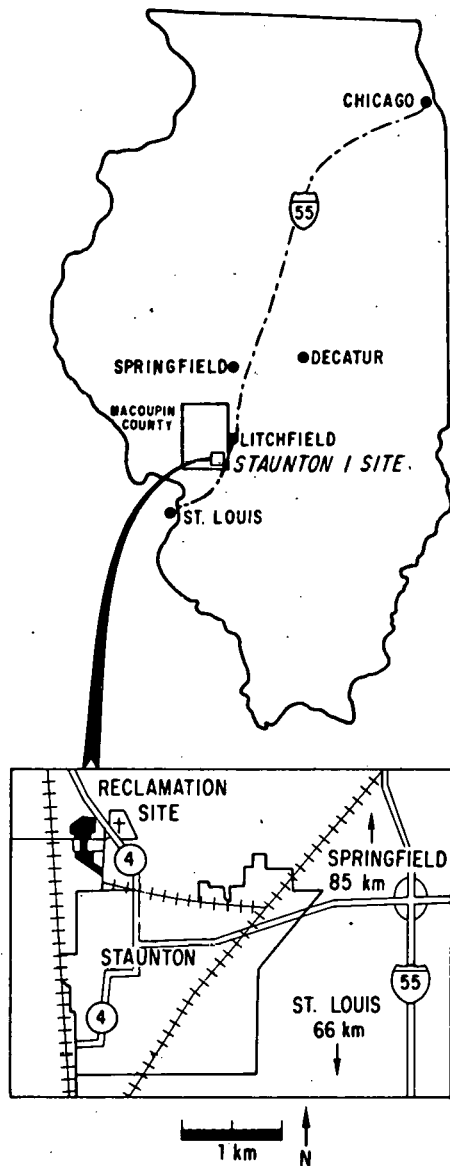 CHICAGO
55
SPRINGFIELD
DECATUR
MACOUPIN
COUNTY
LITCHFIELD
STAUNTON I SITE
ST. LOUIS
RECLAMATION
SITE
4
SPRINGFIELD
85 km
STAUNTON
55
4
ST. LOUIS
66 km
1 km
N